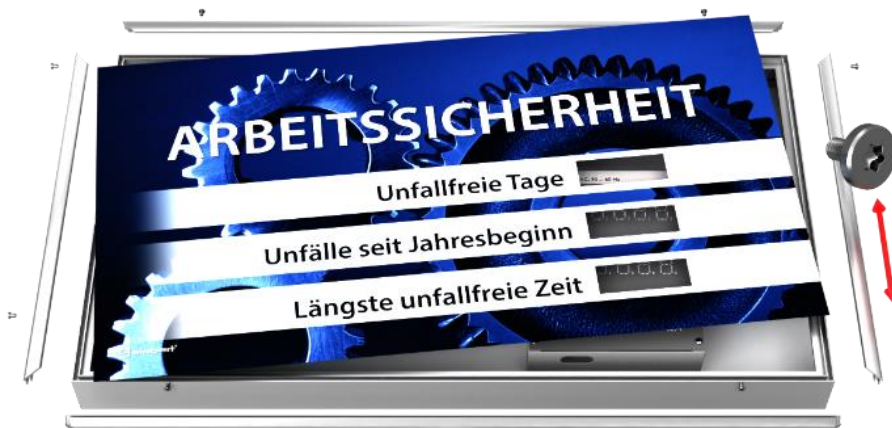 ARBEITSSICHERHEIT
Unfallfreie Tage
Unfälle seit Jahresbeginn
Längste unfallfreie Zeit